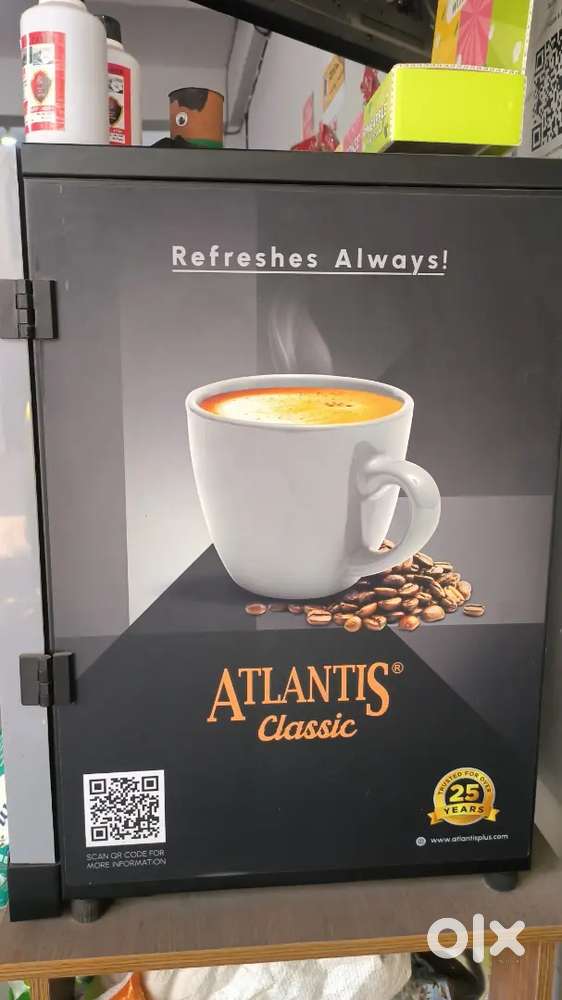 Refreshes Always!
ATLANTIS®
Classic
TRUSTED FOR OVER
25
YEARS
SCAN QR CODE FOR
MORE INFORMATION
www.atlantisplus.com
olx